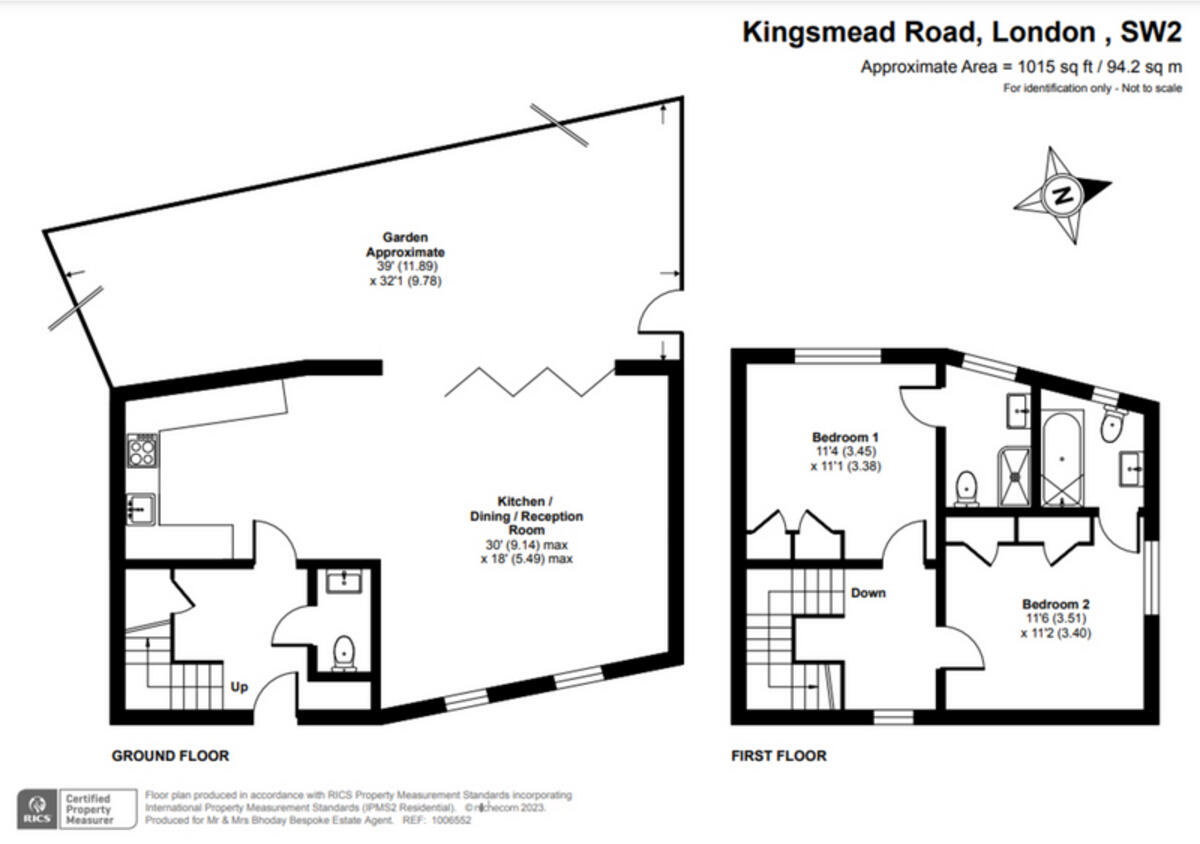 Kingsmead Road, London , SW2
Approximate Area = 1015 sq ft / 94.2 sq m
For identification only - Not to scale
N
Garden
Approximate
39' (11.89)
x 32'1 (9.78)
Kitchen /
Dining / Reception
Room
30' (9.14) max
x 18' (5.49) max
Up
GROUND FLOOR
Bedroom 1
11'4 (3.45)
x 11'1 (3.38)
Down
Bedroom 2
11'6 (3.51)
x 11'2 (3.40)
FIRST FLOOR
RICS
Certified
Property
Measurer
Floor plan produced in accordance with RICS Property Measurement Standards incorporating
International Property Measurement Standards (IPMS2 Residential). © nichecom 2023.
Produced for Mr & Mrs Bhoday Bespoke Estate Agent. REF: 1006552